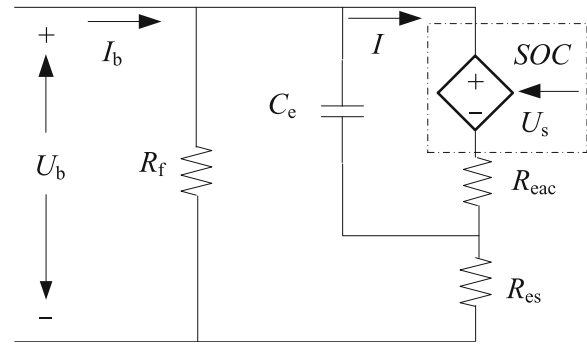 +
I_b
I
SOC
C_e
+
−
U_s
U_b
R_f
R_eac
R_es
−